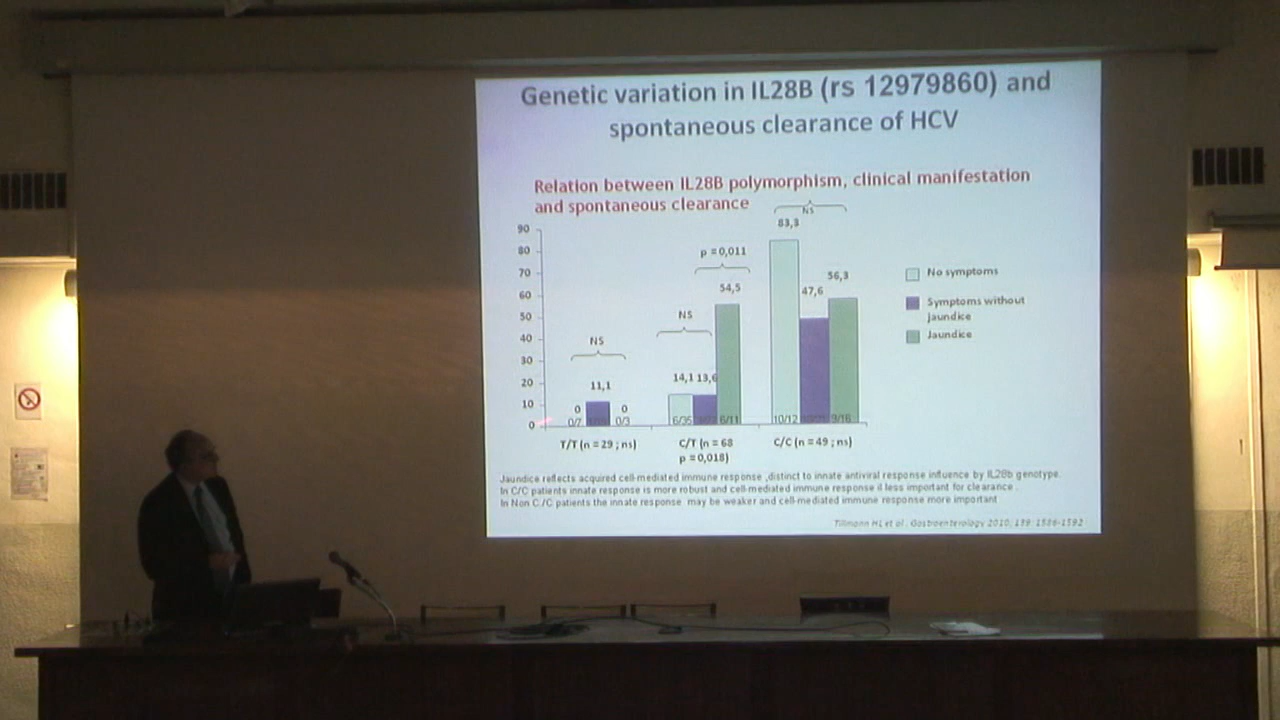 Genetic variation in IL28B (rs 12979860) and
spontaneous clearance of HCV
Relation between IL28B polymorphism, clinical manifestation
and spontaneous clearance
90
80
70
60
50
40
30
20
10
0
NS
11,1
0
0
0/7
0/3
T/T (n = 29 ; ns)
p =0,011
NS
54,5
14,1 13,6
6/35
6/11
C/T (n = 68
p =0,018)
NS
83,3
47,6
56,3
10/12
9/16
C/C (n = 49 ; ns)
No symptoms
Symptoms without
Jaundice
Jaundice
Jaundice reflects acquired cell-mediated immune response ,distinct to innate antiviral response influence by IL28b genotype.
In C/C patients innate response is more robust and cell-mediated immune response less important for clearance .
In Non C/C patients the innate response may be weaker and cell-mediated immune response more important
Tillmann HL et al . Gastroenterology 2010; 139: 1586-1592